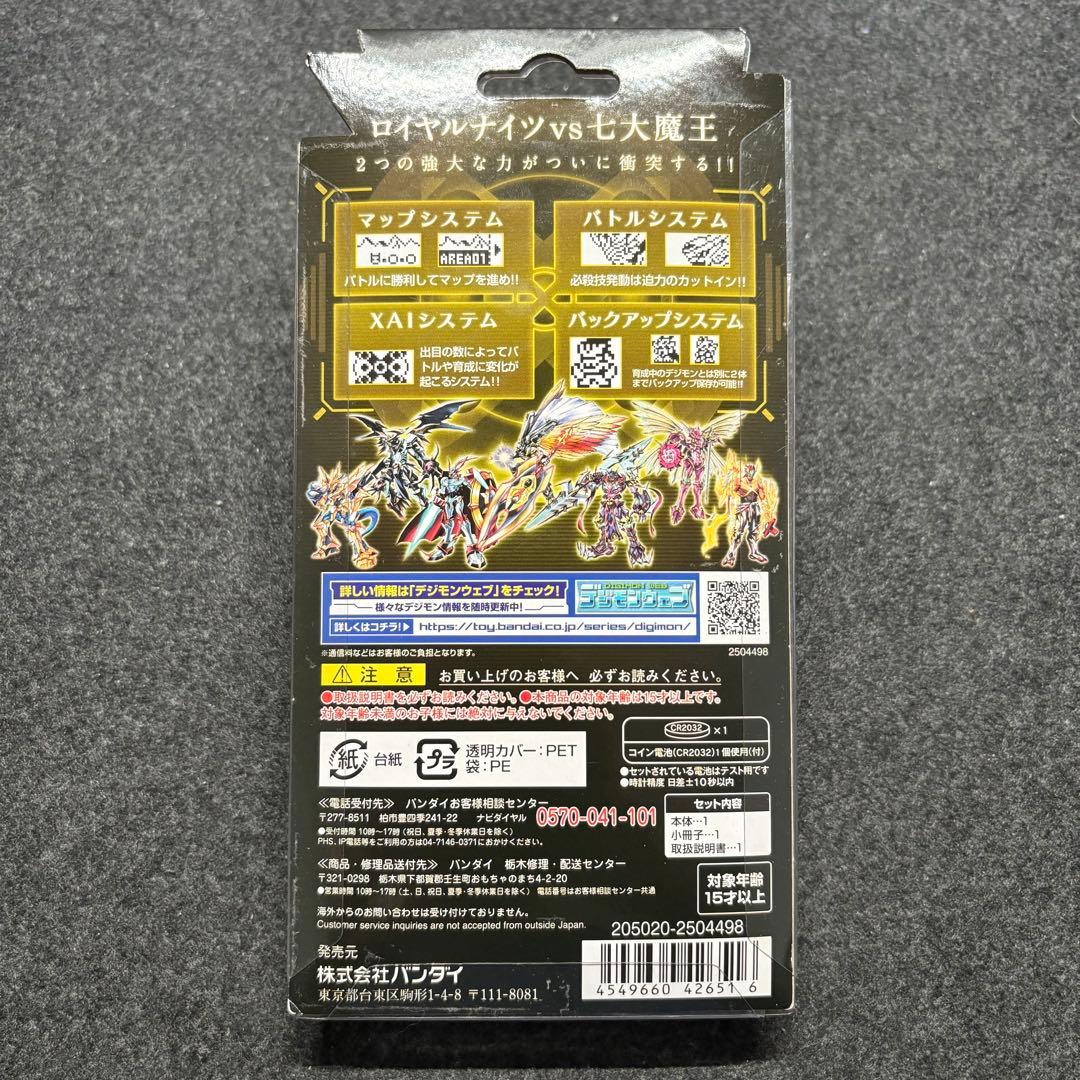 ロイヤルナイツvs七大魔王
2つの強大な力がついに衝突する!!
マップシステム
AREA01
バトルに勝利してマップを進め!!
バトルシステム
必殺技発動は迫力のカットイン!!
XAIシステム
出目の数によってバ
トルや育成に変化が
起こるシステム!!
バックアップシステム
育成中のデジモンとは別に2体
までバックアップ保存が可能!!
詳しい情報は「デジモンウェブ」をチェック!
様々なデジモン情報を随時更新中!
DIGIMON WEB
デジモンウェブ
詳しくはコチラ!▶ https://toy.bandai.co.jp/series/digimon/
※通信料などはお客様のご負担となります。
2504498
⚠注意 お買い上げのお客様へ 必ずお読みください。
●取扱説明書を必ずお読みください。●本商品の対象年齢は15才以上です。
対象年齢未満のお子様には絶対に与えないでください。
紙 台紙
プラ 透明カバー:PET
袋:PE
CR2032 ×1
コイン電池(CR2032)1個使用(付)
●セットされている電池はテスト用です
●時計精度 日差±10秒以内
≪電話受付先≫ バンダイお客様相談センター
〒277-8511 柏市豊四季241-22 ナビダイヤル 0570-041-101
●受付時間 10時~17時(祝日、夏季・冬季休業日を除く)
PHS、IP電話等をご利用の方は04-7146-0371におかけください。
セット内容
本体…1
小冊子…1
取扱説明書…1
≪商品・修理品送付先≫ バンダイ 栃木修理・配送センター
〒321-0298 栃木県下都賀郡壬生町おもちゃのまち4-2-20
●営業時間 10時~17時(土、日、祝日、夏季・冬季休業日を除く) 電話番号はお客様相談センター共通
対象年齢
15才以上
海外からのお問い合わせは受け付けておりません。
Customer service inquiries are not accepted from outside Japan.
205020-2504498
発売元
株式会社バンダイ
東京都台東区駒形1-4-8 〒111-8081
4549660 426516